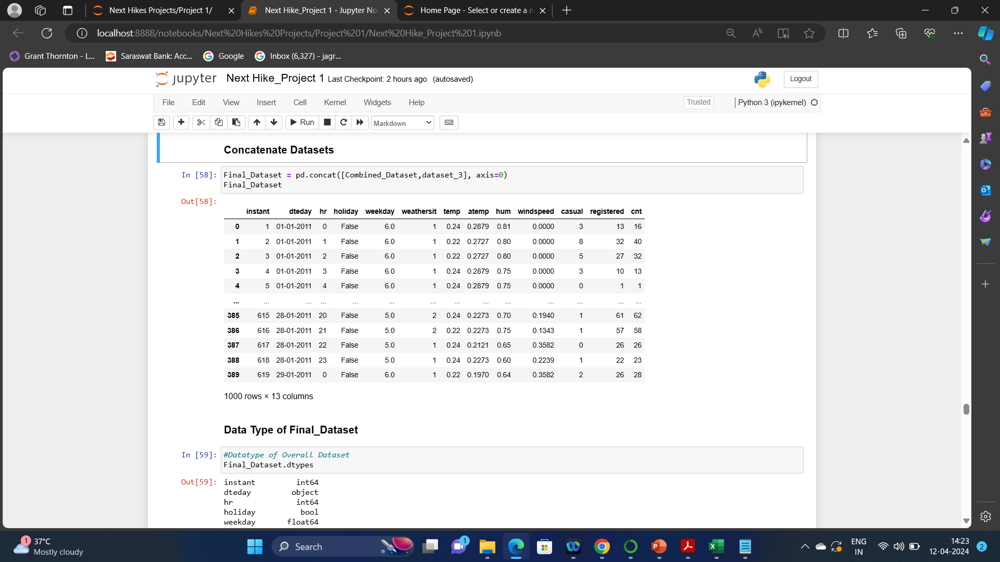 Next Hikes Projects/Project 1/
Next Hike_Project 1 - Jupyter No
Home Page - Select or create a n
localhost:8888/notebooks/Next%20Hikes%20Projects/Project%201/Next%20Hike_Project%201.ipynb
Grant Thornton - L...
Saraswat Bank: Acc...
Google
Inbox (6,327) - jagr...
jupyter Next Hike_Project 1 Last Checkpoint: 2 hours ago (autosaved)
Logout
File Edit View Insert Cell Kernel Widgets Help
Trusted
Python 3 (ipykernel)
Run
Markdown
Concatenate Datasets
In [58]: Final_Dataset = pd.concat([Combined_Dataset,dataset_3], axis=0)
Final_Dataset
Out[58]:
instant dteday hr holiday weekday weathersit temp atemp hum windspeed casual registered cnt
0 1 01-01-2011 0 False 6.0 1 0.24 0.2879 0.81 0.0000 3 13 16
1 2 01-01-2011 1 False 6.0 1 0.22 0.2727 0.80 0.0000 8 32 40
2 3 01-01-2011 2 False 6.0 1 0.22 0.2727 0.80 0.0000 5 27 32
3 4 01-01-2011 3 False 6.0 1 0.24 0.2879 0.75 0.0000 3 10 13
4 5 01-01-2011 4 False 6.0 1 0.24 0.2879 0.75 0.0000 0 1 1
... ... ... ... ... ... ... ... ... ... ... ... ... ...
385 615 28-01-2011 20 False 5.0 2 0.24 0.2273 0.70 0.1940 1 61 62
386 616 28-01-2011 21 False 5.0 2 0.22 0.2273 0.75 0.1343 1 57 58
387 617 28-01-2011 22 False 5.0 1 0.24 0.2121 0.65 0.3582 0 26 26
388 618 28-01-2011 23 False 5.0 1 0.24 0.2273 0.60 0.2239 1 22 23
389 619 29-01-2011 0 False 6.0 1 0.22 0.1970 0.64 0.3582 2 26 28
1000 rows × 13 columns
Data Type of Final_Dataset
In [59]: #Datatype of Overall Dataset
Final_Dataset.dtypes
Out[59]: instant int64
dteday object
hr int64
holiday bool
weekday float64
1
37°C
Mostly cloudy
Search
1
ENG
IN
14:23
12-04-2024
2